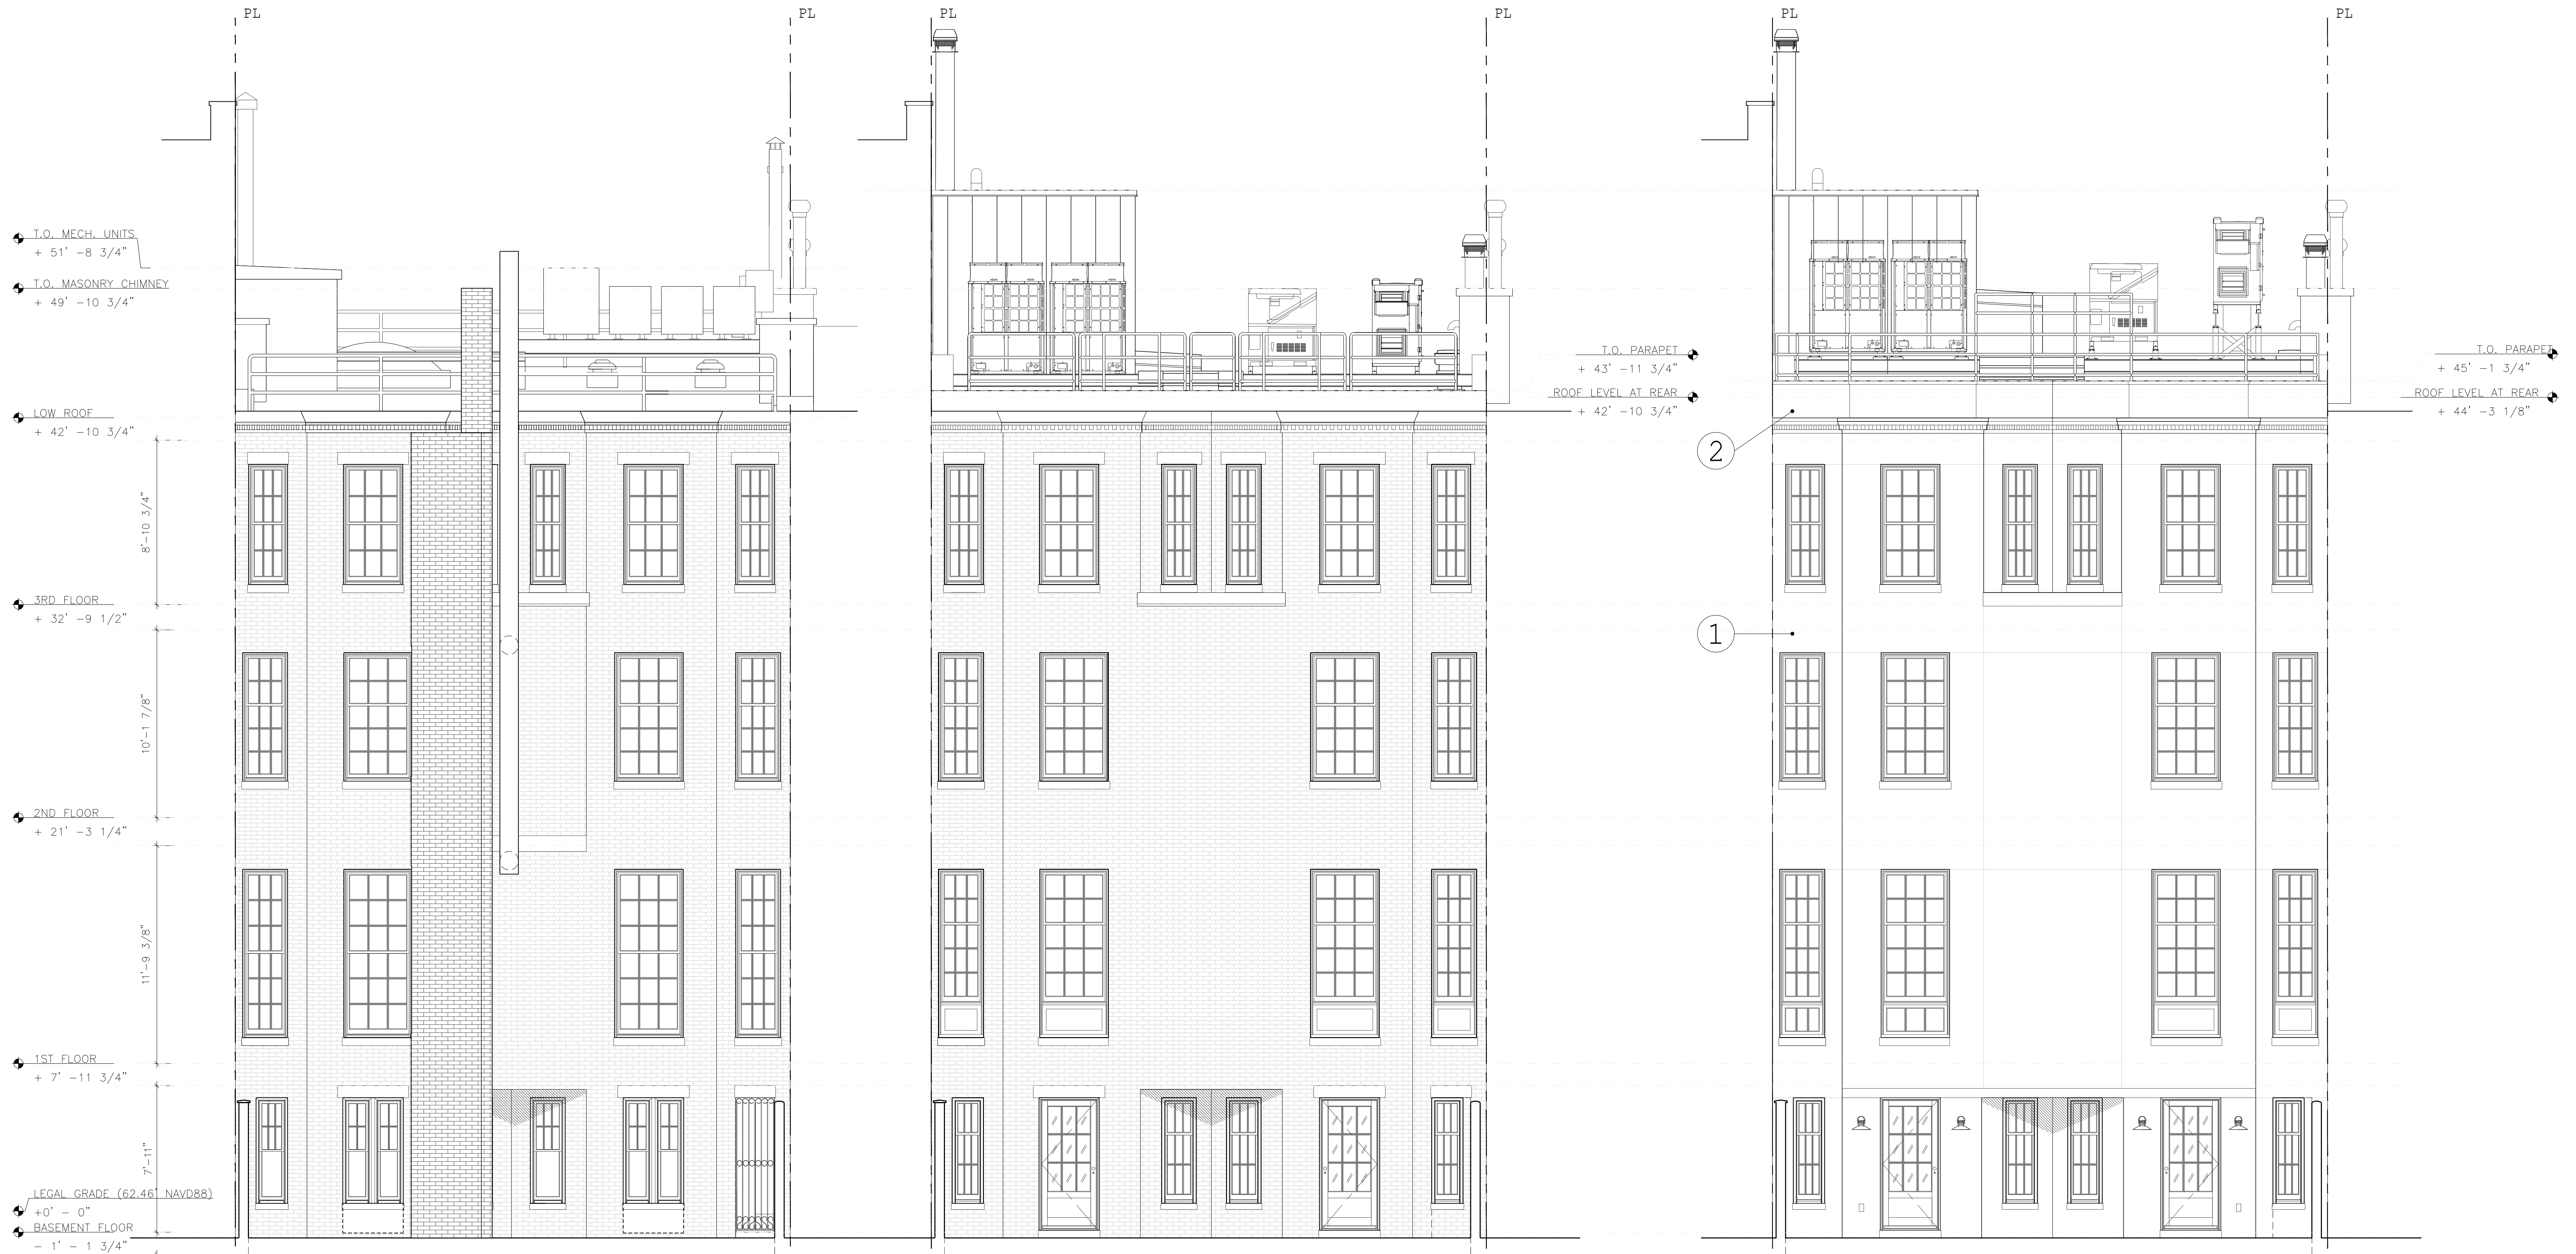 PL
PL
PL
PL
PL
PL
T.O. MECH. UNITS
+ 51' -8 3/4"
T.O. MASONRY CHIMNEY
+ 49' -10 3/4"
LOW ROOF
+ 42' -10 3/4"
8'-10 3/4"
3RD FLOOR
+ 32' -9 1/2"
10'-1 7/8"
2ND FLOOR
+ 21' -3 1/4"
11'-9 3/8"
1ST FLOOR
+ 7' -11 3/4"
7'-11"
LEGAL GRADE (62.46' NAVD88)
+0' - 0"
BASEMENT FLOOR
- 1' - 1 3/4"
T.O. PARAPET
+ 43' -11 3/4"
ROOF LEVEL AT REAR
+ 42' -10 3/4"
2
1
T.O. PARAPET
+ 45' -1 3/4"
ROOF LEVEL AT REAR
+ 44' -3 1/8"